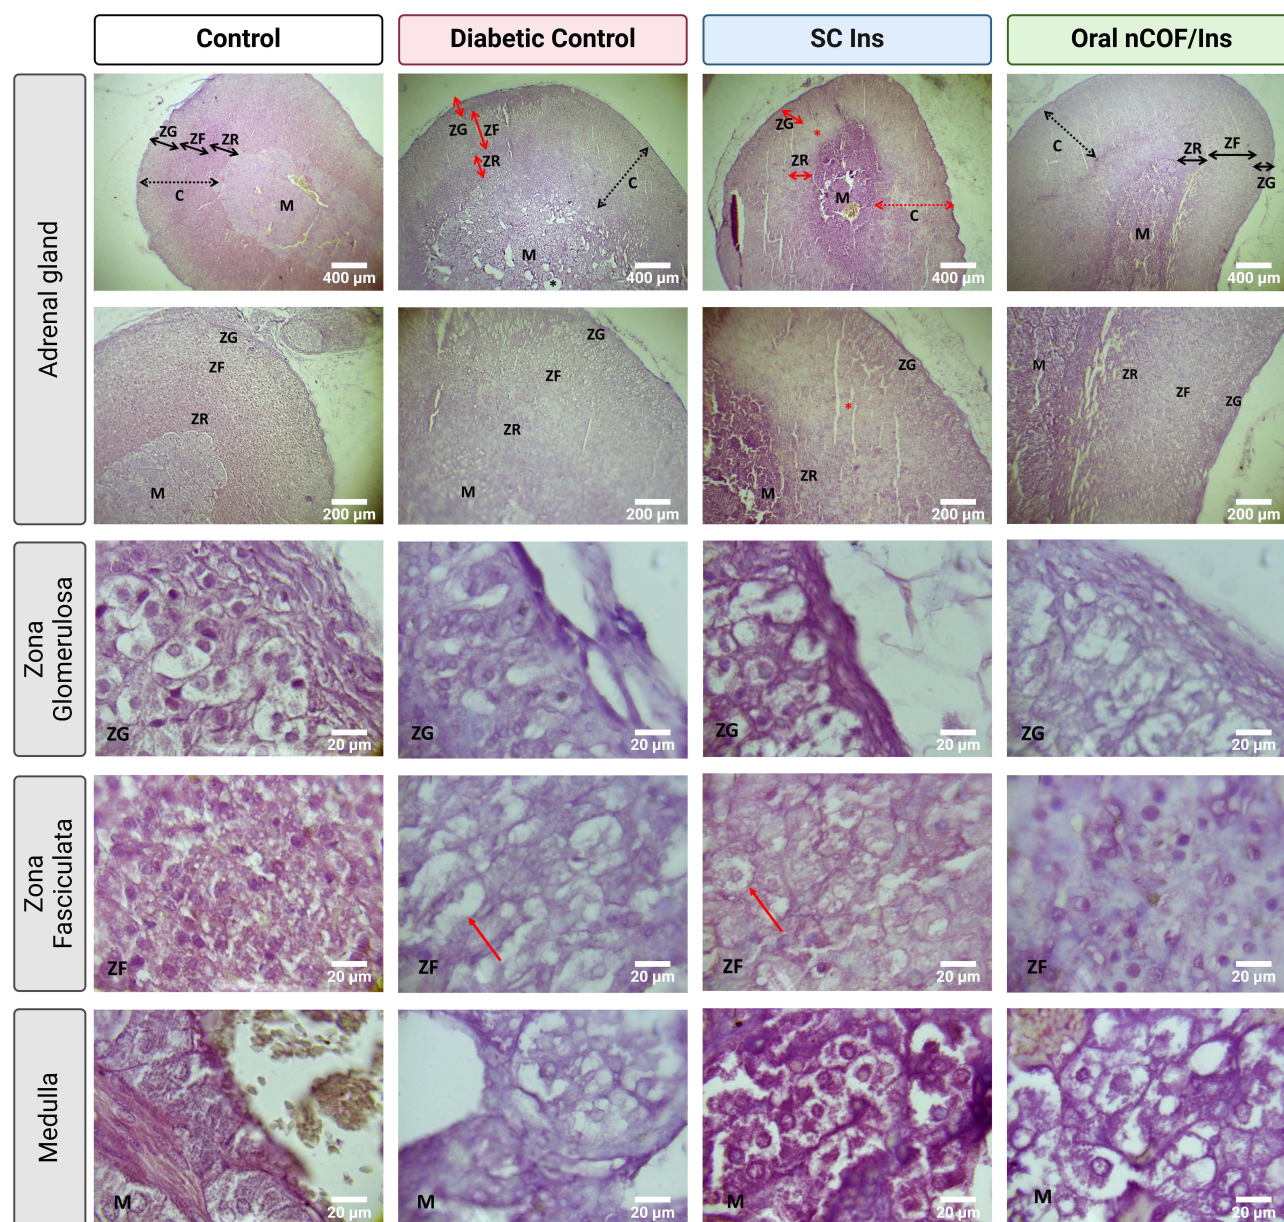 Control
Diabetic Control
SC Ins
Oral nCOF/Ins
Adrenal gland
ZG
ZF
ZR
C
M
400 µm
ZG
ZF
ZR
C
M
*
400 µm
ZG
*
ZR
M
C
400 µm
C
ZR
ZF
ZG
M
400 µm
ZG
ZF
ZR
M
200 µm
ZG
ZF
ZR
M
200 µm
ZG
*
ZR
M
200 µm
M
ZR
ZF
ZG
200 µm
Zona
Glomerulosa
ZG
20 µm
ZG
20 µm
ZG
20 µm
ZG
20 µm
Zona
Fasciculata
ZF
20 µm
ZF
20 µm
ZF
20 µm
ZF
20 µm
Medulla
M
20 µm
M
20 µm
M
20 µm
M
20 µm